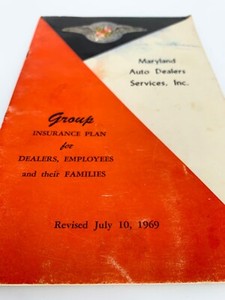 Maryland
Auto Dealers
Services, Inc.
Group
INSURANCE PLAN
for
DEALERS, EMPLOYEES
and their FAMILIES
Revised July 10, 1969